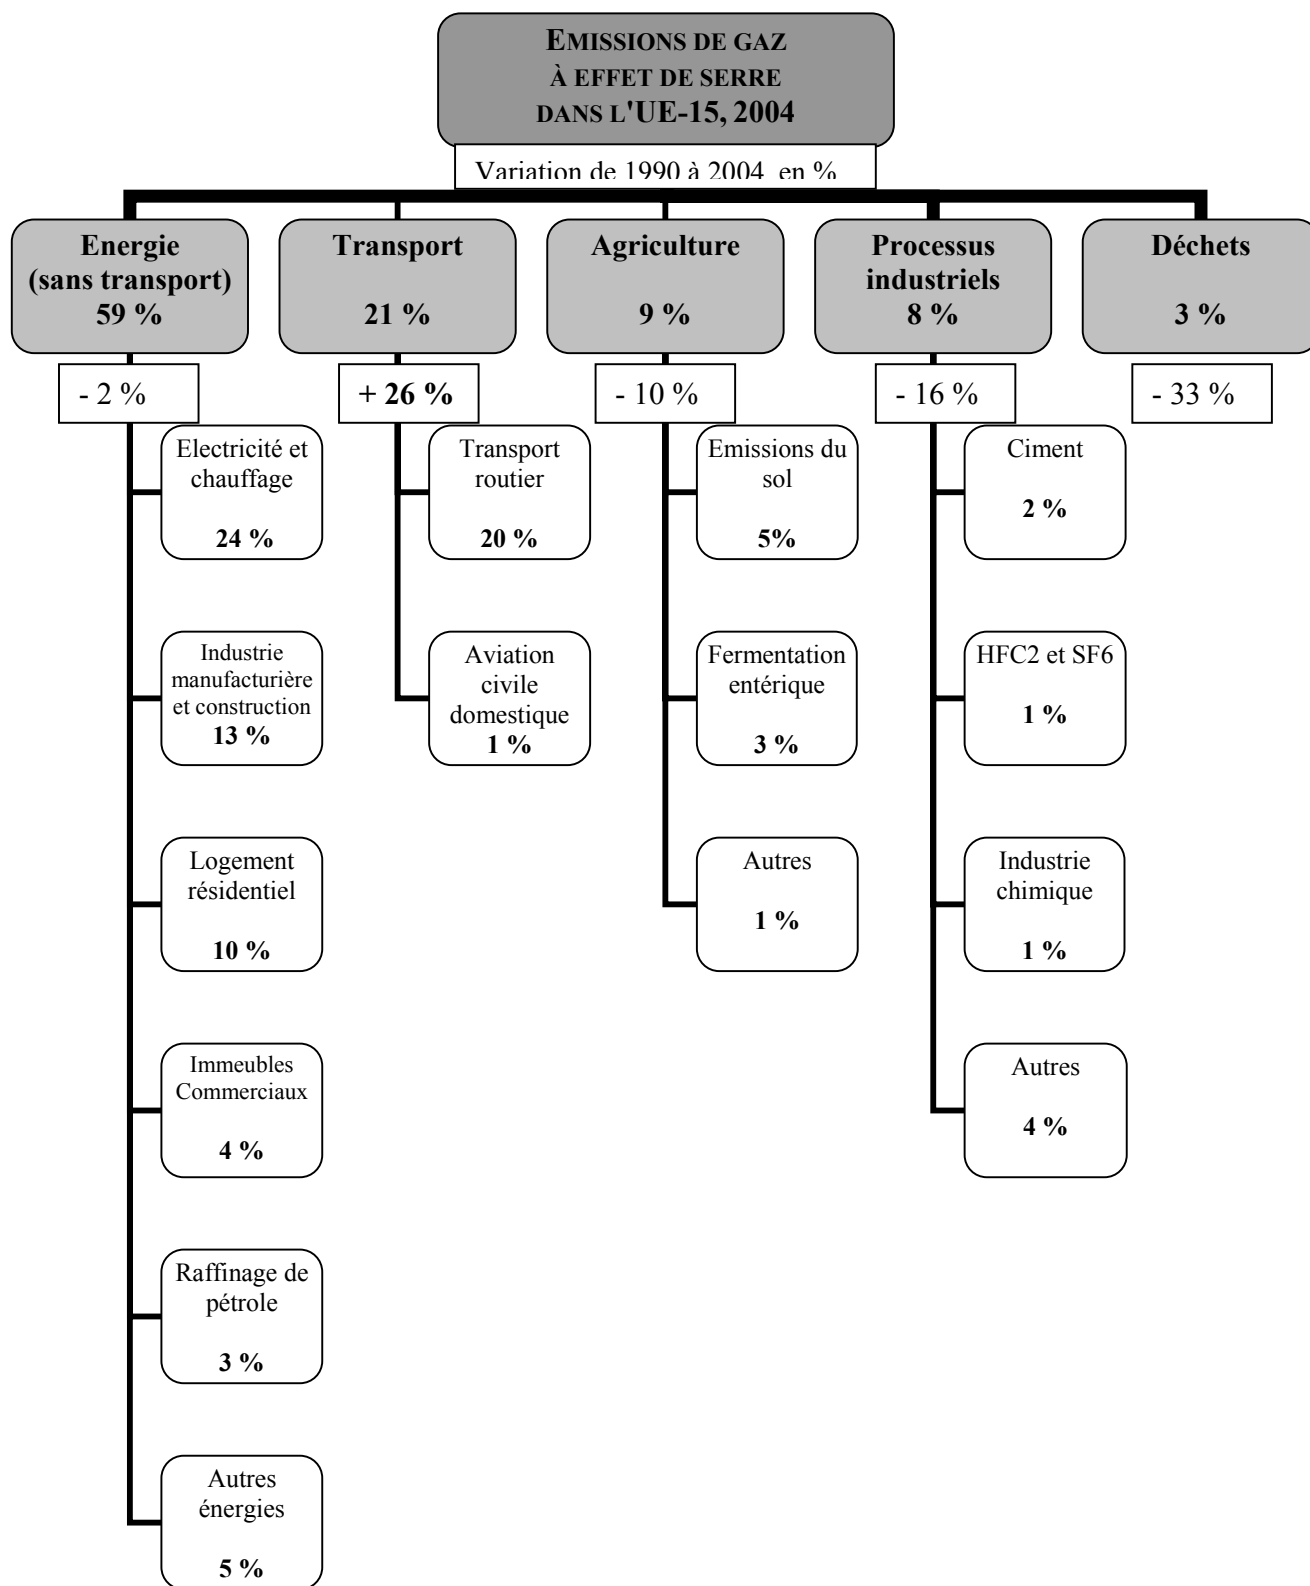 EMISSIONS DE GAZ
À EFFET DE SERRE
DANS L'UE-15, 2004
Variation de 1990 à 2004 en %
Energie
(sans transport)
59 %
Transport
21 %
Agriculture
9 %
Processus
industriels
8 %
Déchets
3 %
- 2 %
+ 26 %
- 10 %
- 16 %
- 33 %
Electricité et
chauffage
24 %
Transport
routier
20 %
Emissions du
sol
5%
Ciment
2 %
Industrie
manufacturière
et construction
13 %
Aviation
civile
domestique
1 %
Fermentation
entérique
3 %
HFC2 et SF6
1 %
Logement
résidentiel
10 %
Autres
1 %
Industrie
chimique
1 %
Immeubles
Commerciaux
4 %
Autres
4 %
Raffinage de
pétrole
3 %
Autres
énergies
5 %